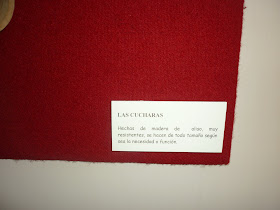 LAS CUCHARAS
Hechas de madera de aliso, muy
resistentes, se hacen de todo tamaño según
sea la necesidad o función.